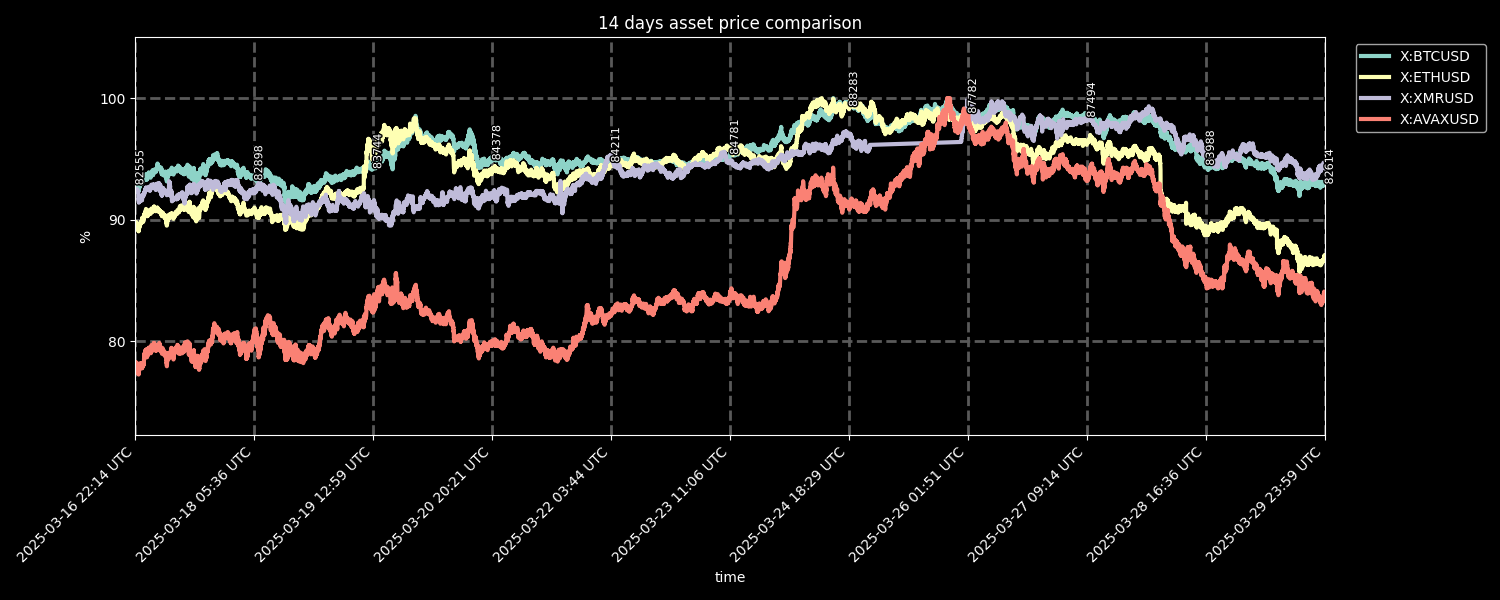 14 days asset price comparison
X:BTCUSD
X:ETHUSD
X:XMRUSD
X:AVAXUSD
%
100
90
80
82555
82898
83744
84378
84211
84781
88283
87782
87494
83988
82614
2025-03-16 22:14 UTC
2025-03-18 05:36 UTC
2025-03-19 12:59 UTC
2025-03-20 20:21 UTC
2025-03-22 03:44 UTC
2025-03-23 11:06 UTC
2025-03-24 18:29 UTC
2025-03-26 01:51 UTC
2025-03-27 09:14 UTC
2025-03-28 16:36 UTC
2025-03-29 23:59 UTC
time